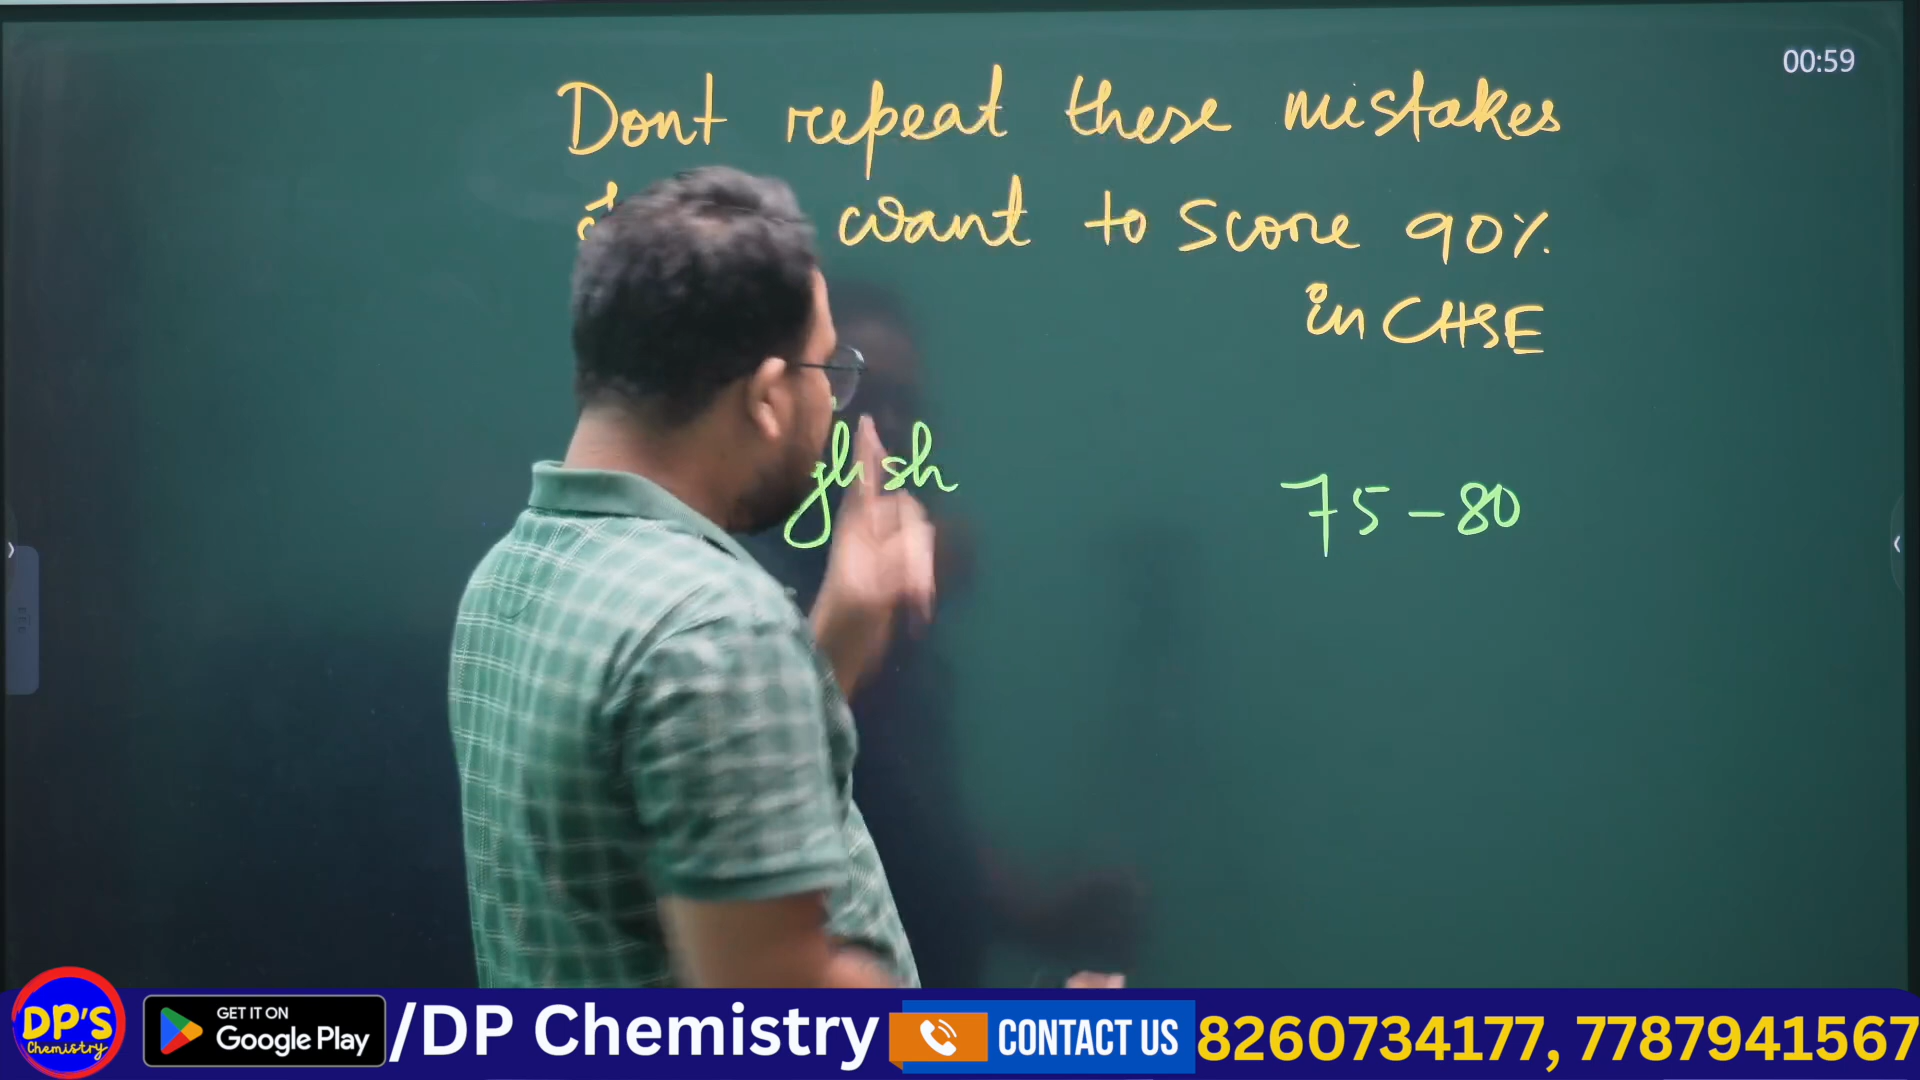 00:59
Dont repeat these mistakes
want to score 90%
in CHSE
glish
75-80
DP'S
Chemistry
GET IT ON
Google Play
/DP Chemistry
CONTACT US
8260734177, 7787941567